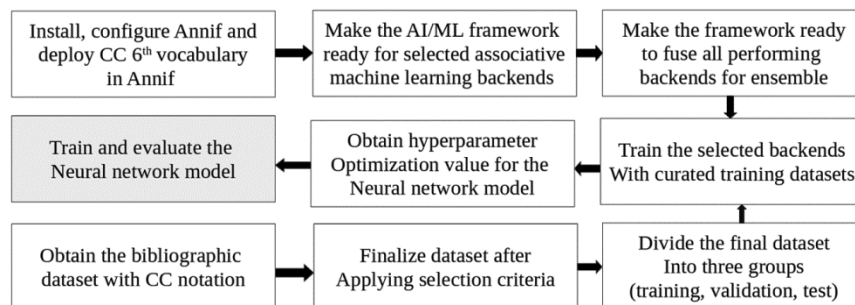 Install, configure Annif and
deploy CC 6th vocabulary
in Annif
Make the AI/ML framework
ready for selected associative
machine learning backends
Make the framework ready
to fuse all performing
backends for ensemble
Train and evaluate the
Neural network model
Obtain hyperparameter
Optimization value for the
Neural network model
Train the selected backends
With curated training datasets
Obtain the bibliographic
dataset with CC notation
Finalize dataset after
Applying selection criteria
Divide the final dataset
Into three groups
(training, validation, test)